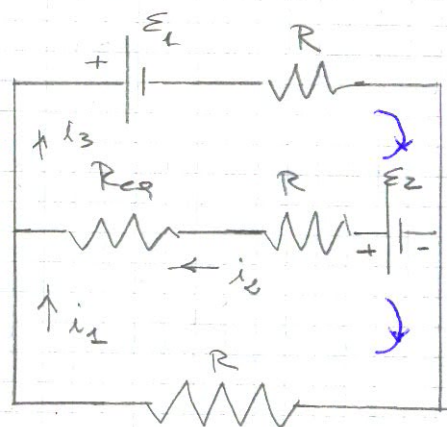 ε₁ R
+
i₃
Req R ε₂
+ -
i₂
i₁
R